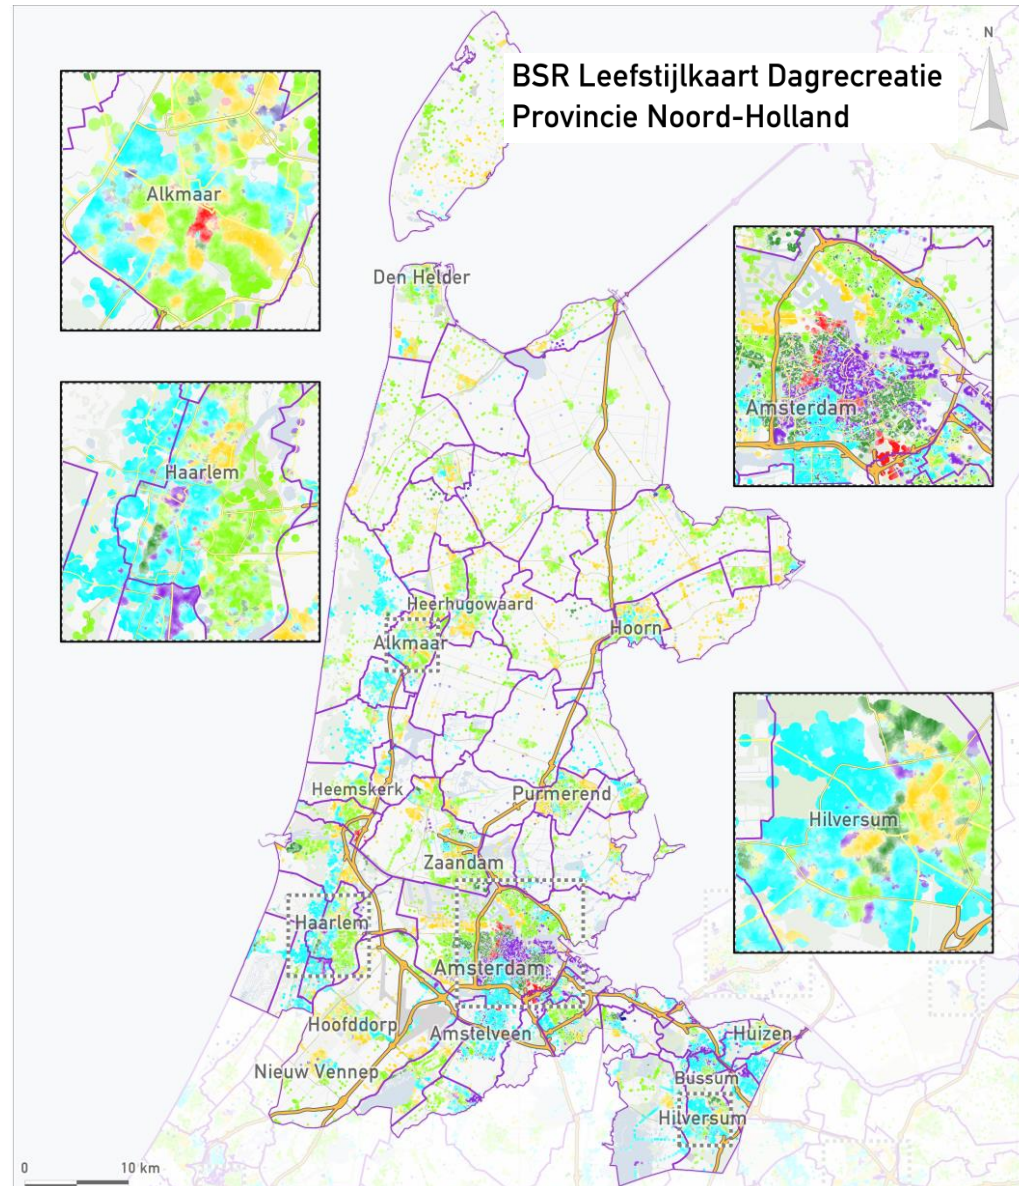 BSR Leefstijlkaart Dagrecreatie
Provincie Noord-Holland
N
Alkmaar
Haarlem
Amsterdam
Hilversum
Den Helder
Heerhugowaard
Alkmaar
Hoorn
Heemskerk
Purmerend
Zaandam
Haarlem
Amsterdam
Hoofddorp
Amstelveen
Huizen
Nieuw Vennep
Bussum
Hilversum
0 10 km